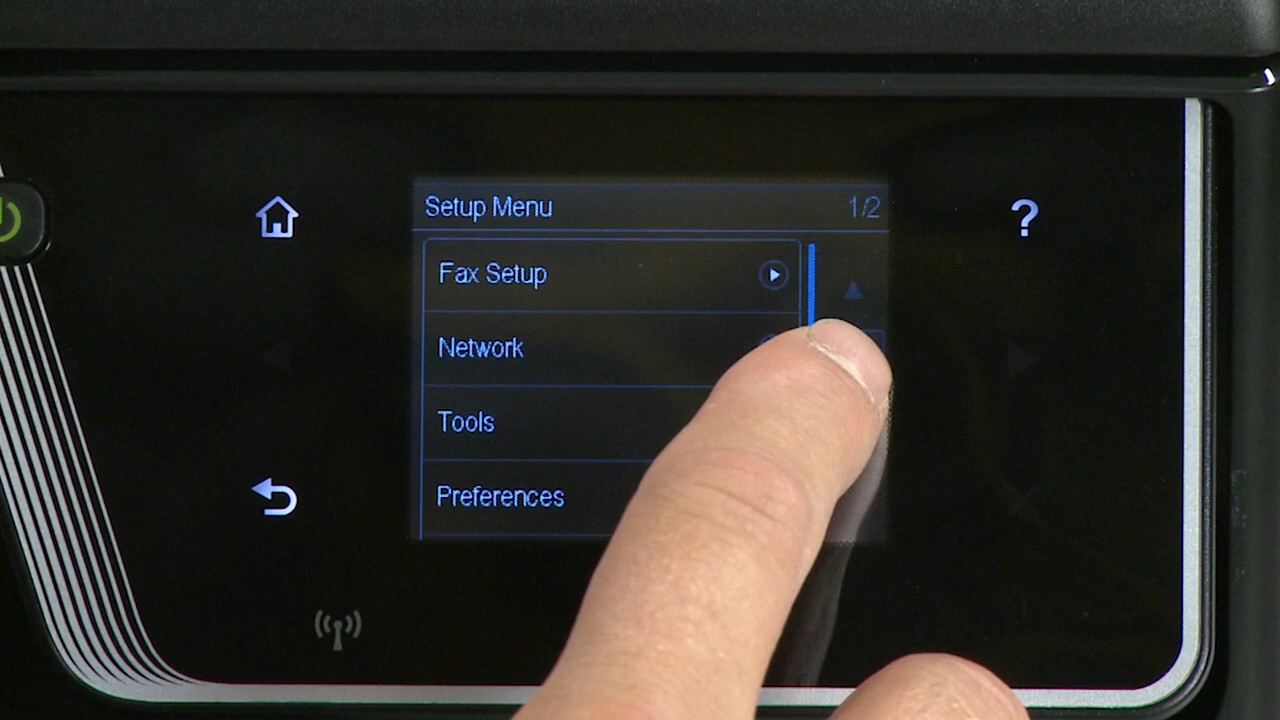 Setup Menu 1/2
Fax Setup
Network
Tools
Preferences
?